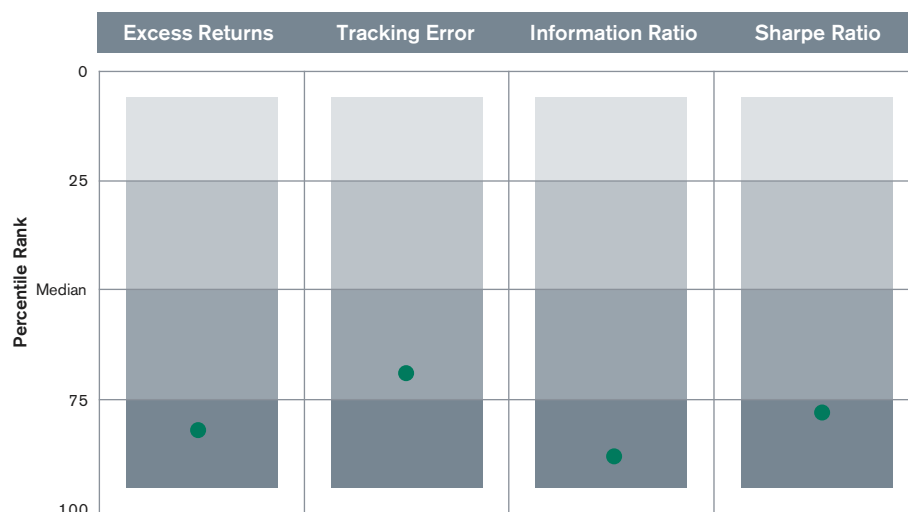 Excess Returns Tracking Error Information Ratio Sharpe Ratio
0
25
Median
75
100
Percentile Rank